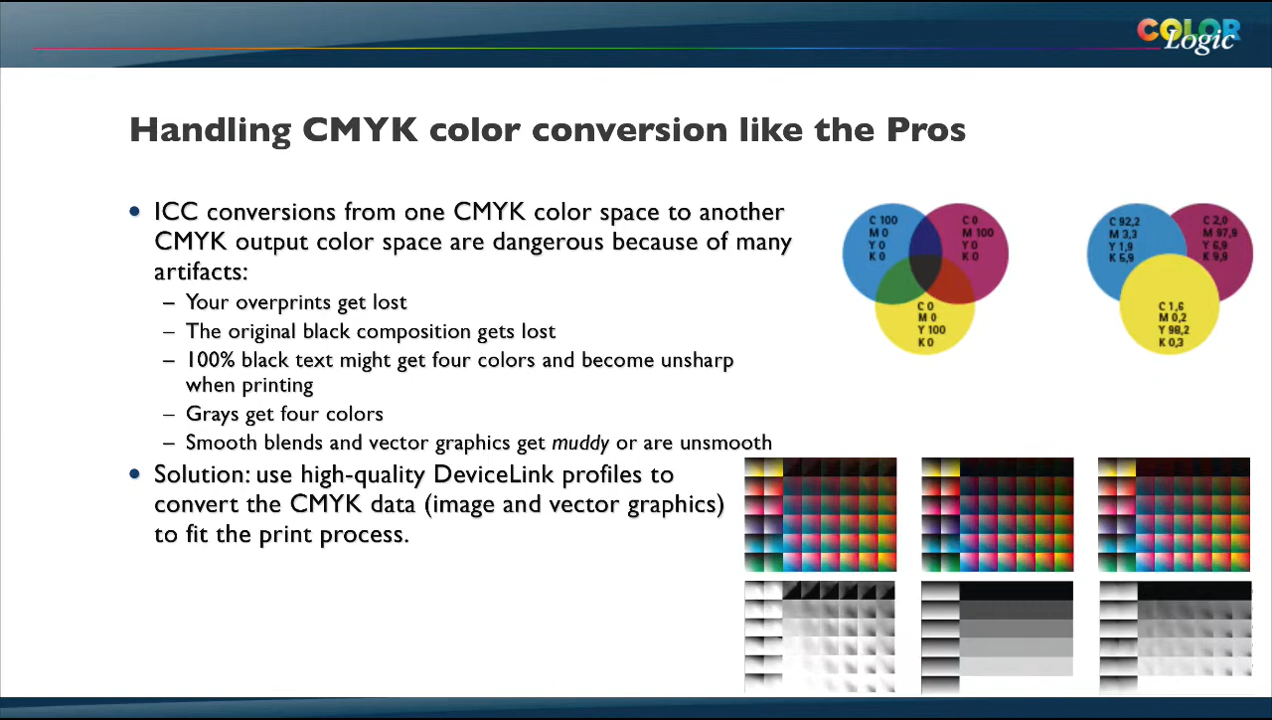 COLOR
Logic
Handling CMYK color conversion like the Pros
• ICC conversions from one CMYK color space to another
CMYK output color space are dangerous because of many
artifacts:
– Your overprints get lost
– The original black composition gets lost
– 100% black text might get four colors and become unsharp
when printing
– Grays get four colors
– Smooth blends and vector graphics get muddy or are unsmooth
• Solution: use high-quality DeviceLink profiles to
convert the CMYK data (image and vector graphics)
to fit the print process.
C 100
M 0
Y 0
K 0
C 0
M 100
Y 0
K 0
C 0
M 0
Y 100
K 0
C 92,2
M 3,3
Y 1,9
K 5,9
C 2,0
M 97,9
Y 6,9
K 9,9
C 1,6
M 0,2
Y 98,2
K 0,3